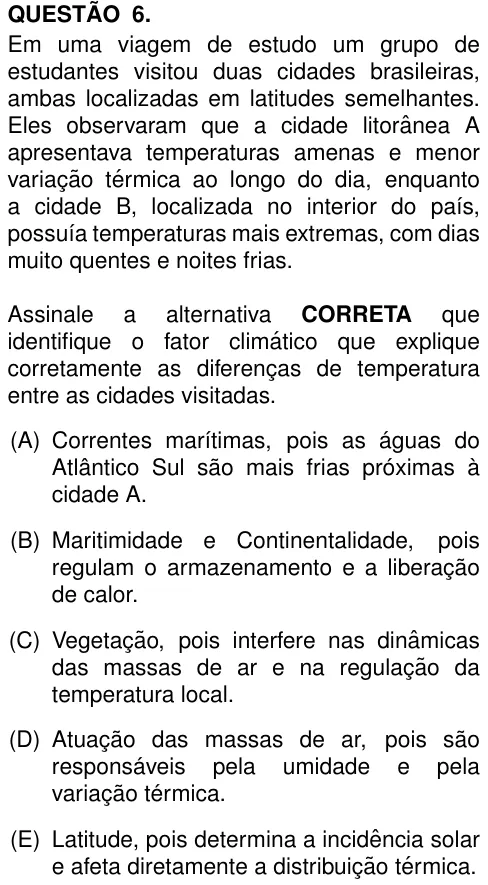 QUESTÃO 6.
Em uma viagem de estudo um grupo de
estudantes visitou duas cidades brasileiras,
ambas localizadas em latitudes semelhantes.
Eles observaram que a cidade litorânea A
apresentava temperaturas amenas e menor
variação térmica ao longo do dia, enquanto
a cidade B, localizada no interior do país,
possuía temperaturas mais extremas, com dias
muito quentes e noites frias.
Assinale a alternativa CORRETA que
identifique o fator climático que explique
corretamente as diferenças de temperatura
entre as cidades visitadas.
(A) Correntes marítimas, pois as águas do
Atlântico Sul são mais frias próximas à
cidade A.
(B) Maritimidade e Continentalidade, pois
regulam o armazenamento e a liberação
de calor.
(C) Vegetação, pois interfere nas dinâmicas
das massas de ar e na regulação da
temperatura local.
(D) Atuação das massas de ar, pois são
responsáveis pela umidade e pela
variação térmica.
(E) Latitude, pois determina a incidência solar
e afeta diretamente a distribuição térmica.